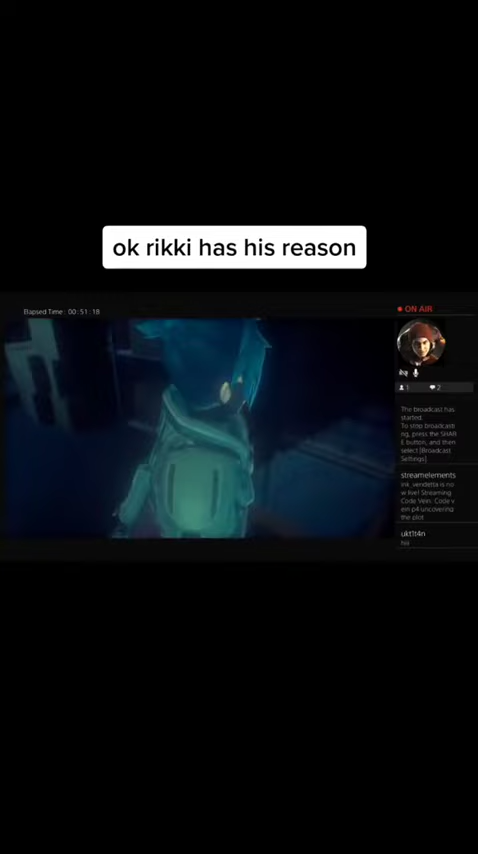 ok rikki has his reason
Elapsed Time : 00:51:18
ON AIR
1 2
The broadcast has
started.
To stop broadcasti
ng, press the SHAR
E button, and then
select [Broadcast
Settings].
streamelements
ink_vendetta is no
w live! Streaming
Code Vein: Code v
ein p4 uncovering
the plot
ukt1t4n
hiii